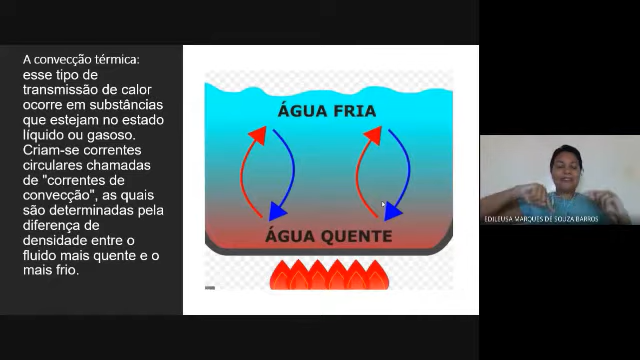 A convecção térmica:
esse tipo de
transmissão de calor
ocorre em substâncias
que estejam no estado
líquido ou gasoso.
Criam-se correntes
circulares chamadas
de "correntes de
convecção", as quais
são determinadas pela
diferença de
densidade entre o
fluido mais quente e o
mais frio.
ÁGUA FRIA
ÁGUA QUENTE
EDILEUSA MARQUES DE SOUZA BARROS